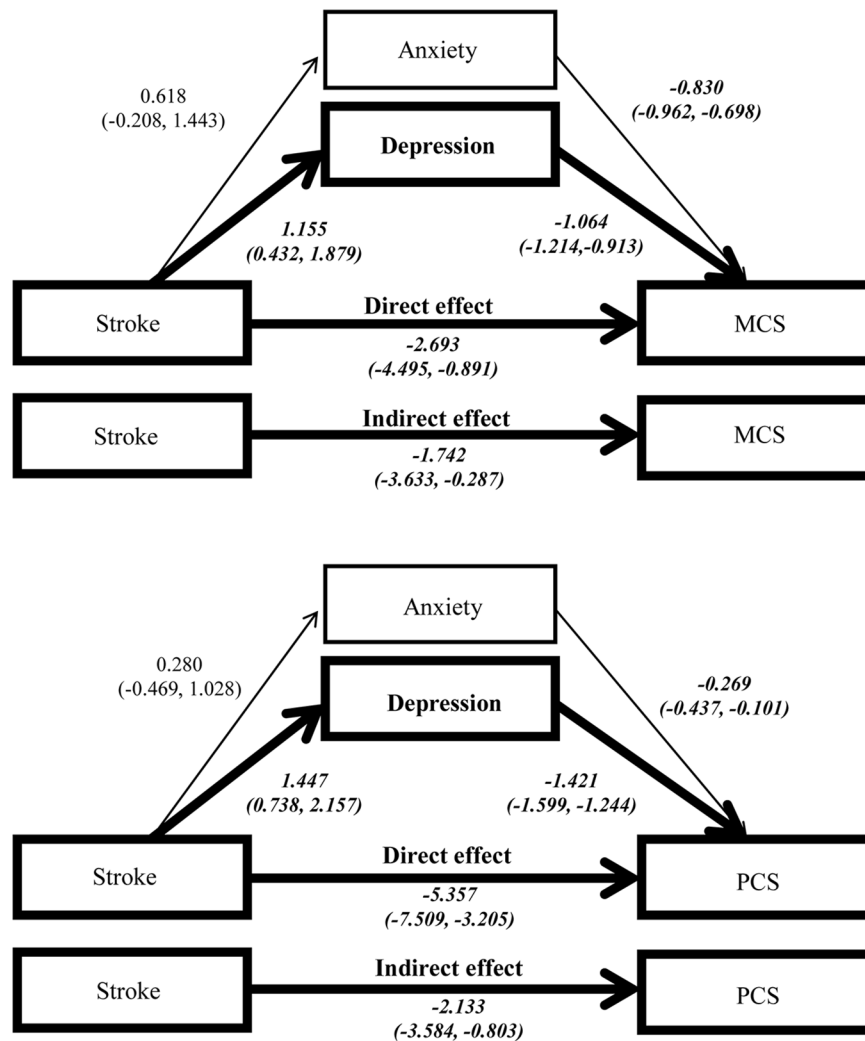 Anxiety
0.618
(-0.208, 1.443)
-0.830
(-0.962, -0.698)
Depression
1.155
(0.432, 1.879)
-1.064
(-1.214,-0.913)
Stroke
Direct effect
-2.693
(-4.495, -0.891)
MCS
Stroke
Indirect effect
-1.742
(-3.633, -0.287)
MCS
Anxiety
0.280
(-0.469, 1.028)
-0.269
(-0.437, -0.101)
Depression
1.447
(0.738, 2.157)
-1.421
(-1.599, -1.244)
Stroke
Direct effect
-5.357
(-7.509, -3.205)
PCS
Stroke
Indirect effect
-2.133
(-3.584, -0.803)
PCS